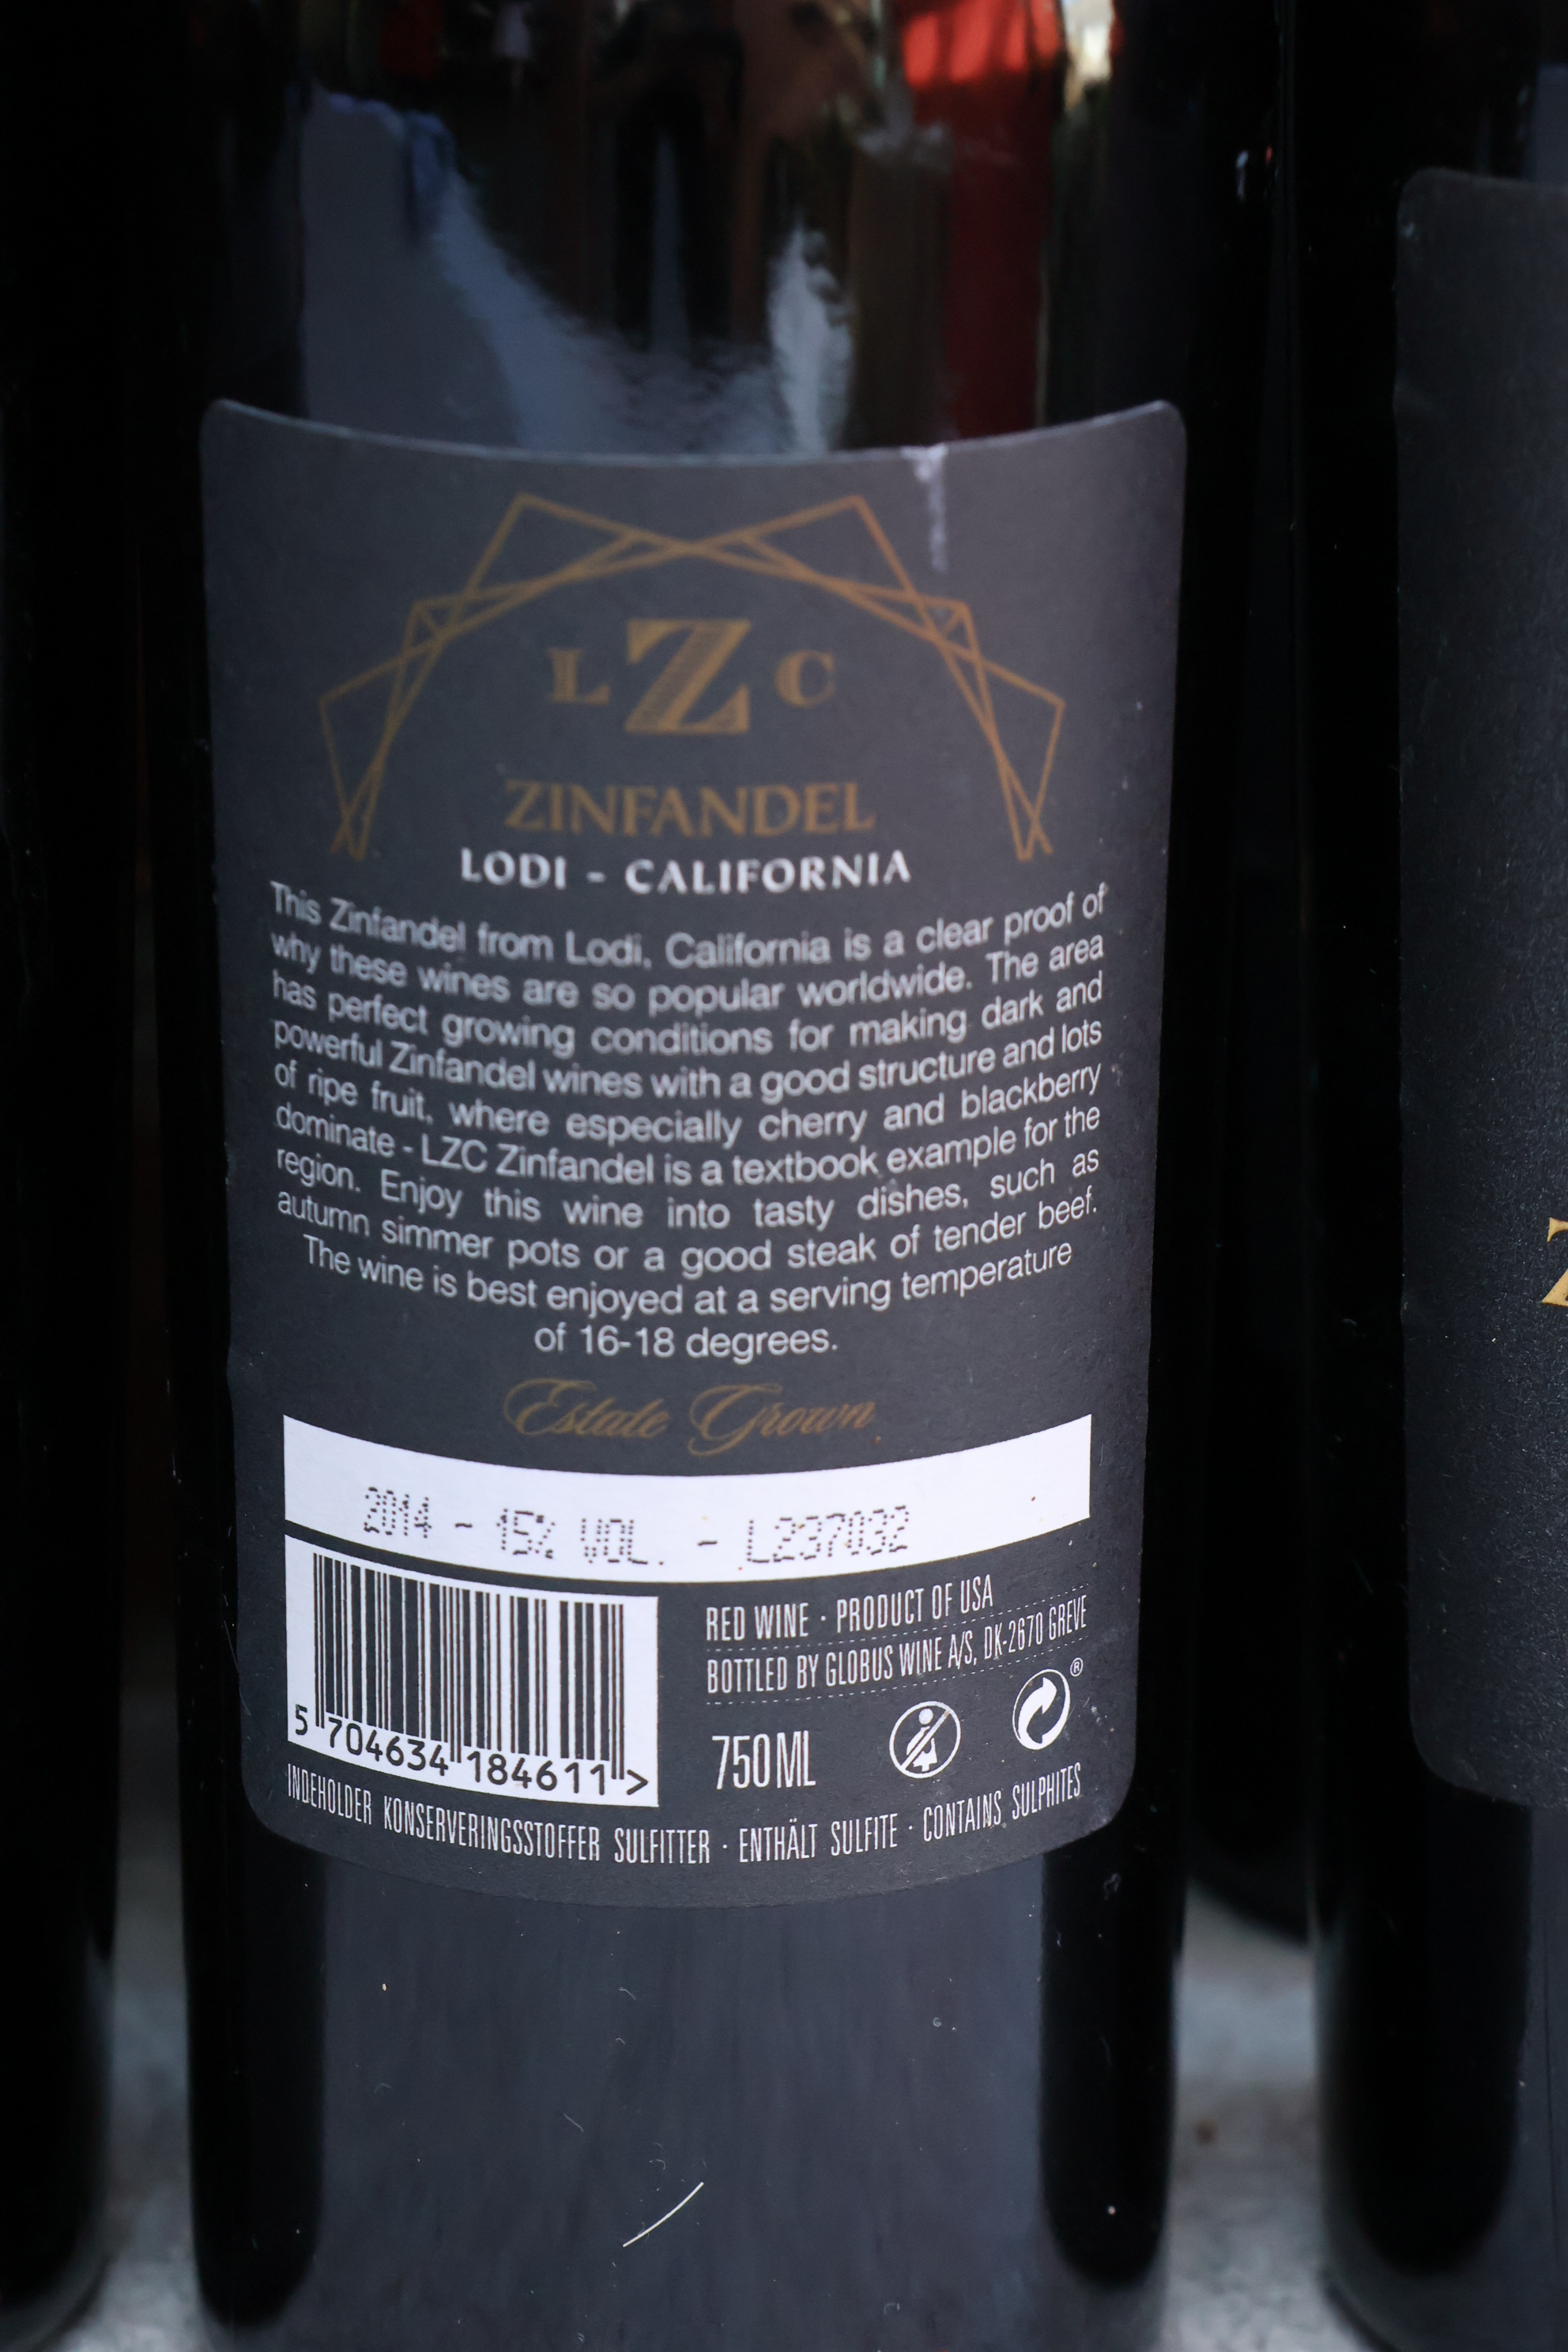 L Z C
ZINFANDEL
LODI - CALIFORNIA
This Zinfandel from Lodi, California is a clear proof of
why these wines are so popular worldwide. The area
has perfect growing conditions for making dark and
powerful Zinfandel wines with a good structure and lots
of ripe fruit, where especially cherry and blackberry
dominate - LZC Zinfandel is a textbook example for the
region. Enjoy this wine into tasty dishes, such as
autumn simmer pots or a good steak of tender beef.
The wine is best enjoyed at a serving temperature
of 16-18 degrees.
Estate Grown
2014 - 15% VOL. - L237032
RED WINE · PRODUCT OF USA
BOTTLED BY GLOBUS WINE A/S, DK-2670 GREVE
750 ML
®
5 704634 184611 >
INDEHOLDER KONSERVERINGSSTOFFER SULFITTER · ENTHÄLT SULFITE · CONTAINS SULPHITES